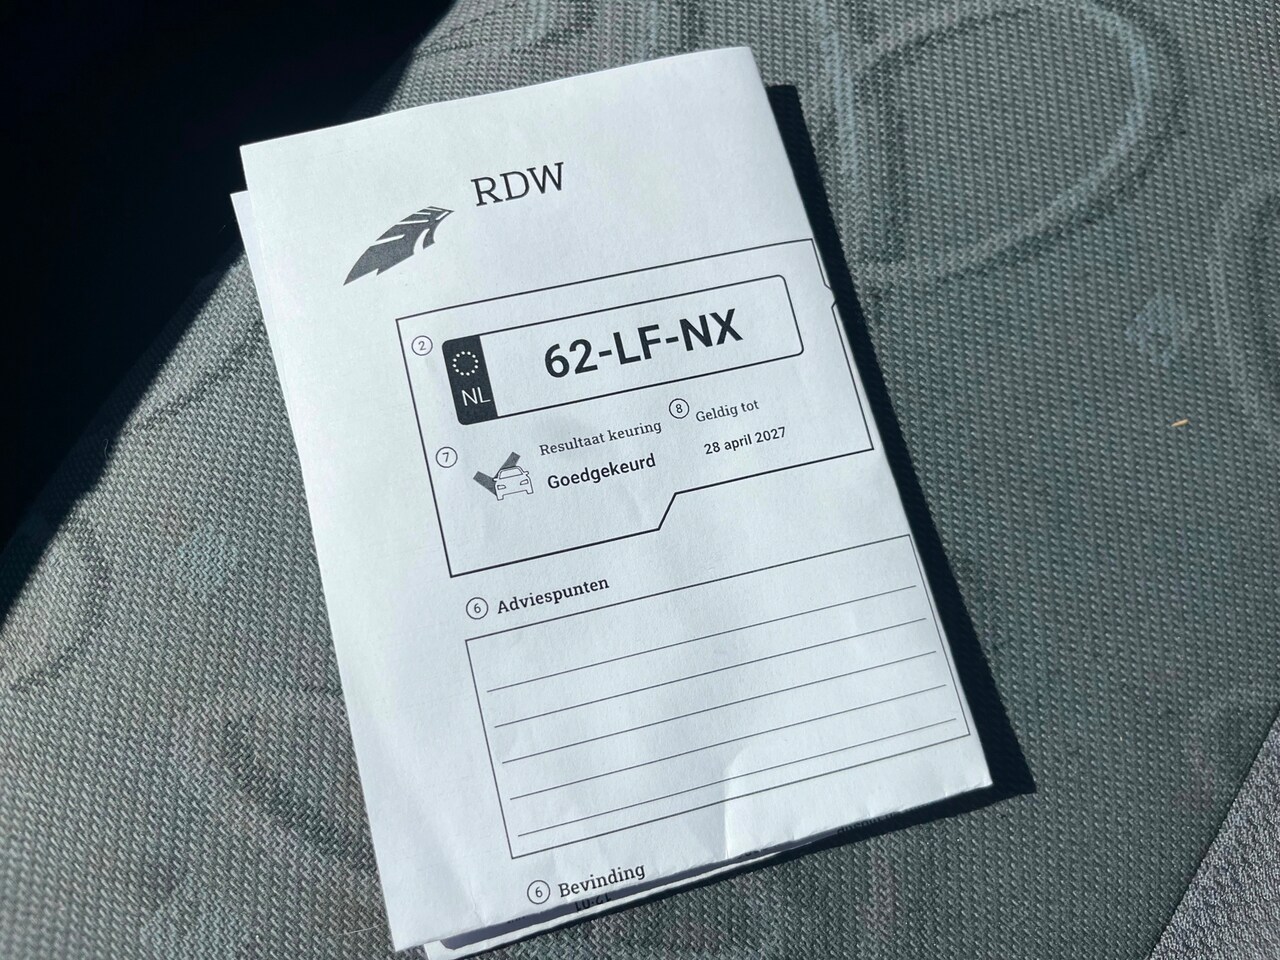 RDW
2
NL
62-LF-NX
7
Resultaat keuring
Goedgekeurd
8
Geldig tot
28 april 2027
6 Adviespunten
6 Bevinding